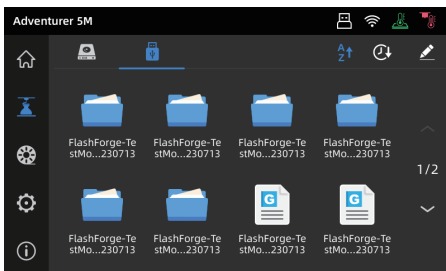 Adventurer 5M
A
Z
FlashForge-Te
stMo...230713
FlashForge-Te
stMo...230713
FlashForge-Te
stMo...230713
FlashForge-Te
stMo...230713
1/2
G
G
FlashForge-Te
stMo...230713
FlashForge-Te
stMo...230713
FlashForge-Te
stMo...230713
FlashForge-Te
stMo...230713